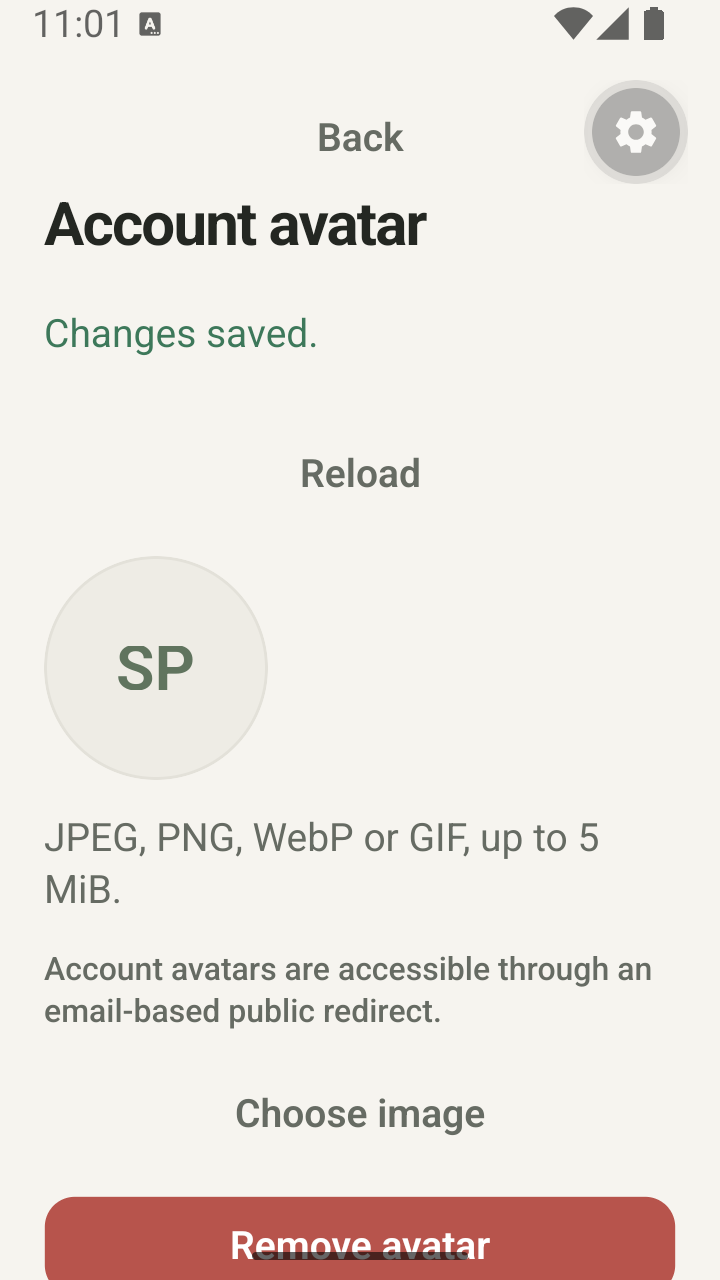 11:01
Back
Account avatar
Changes saved.
Reload
SP
JPEG, PNG, WebP or GIF, up to 5
MiB.
Account avatars are accessible through an
email-based public redirect.
Choose image
Remove avatar